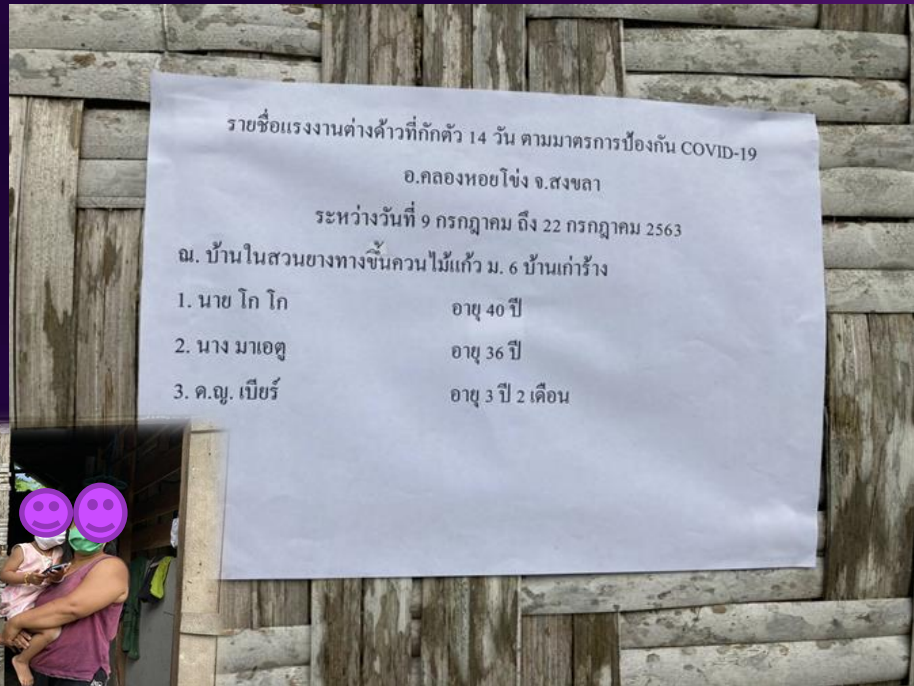 รายชื่อแรงงานต่างด้าวที่กักตัว 14 วัน ตามมาตรการป้องกัน COVID-19
อ.คลองหอยโข่ง จ.สงขลา
ระหว่างวันที่ 9 กรกฎาคม ถึง 22 กรกฎาคม 2563
ณ. บ้านในสวนยางทางขึ้นควนไม้แก้ว ม. 6 บ้านเก่าร้าง
1. นาย โก โก อายุ 40 ปี
2. นาง มาเอตู อายุ 36 ปี
3. ค.ญ. เบียร์ อายุ 3 ปี 2 เดือน